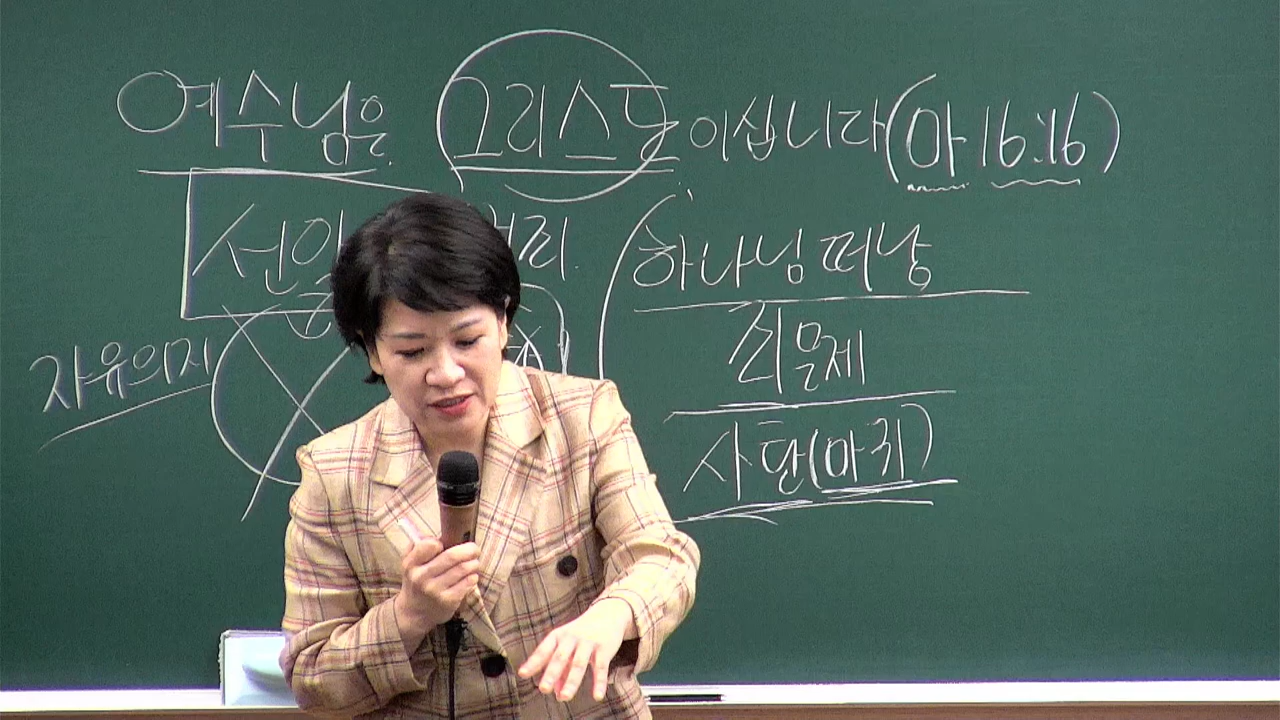 예수님은 그리스도이십니다(마 16:16)
하나님 떠남
자유의지
죄문제
사단(마귀)